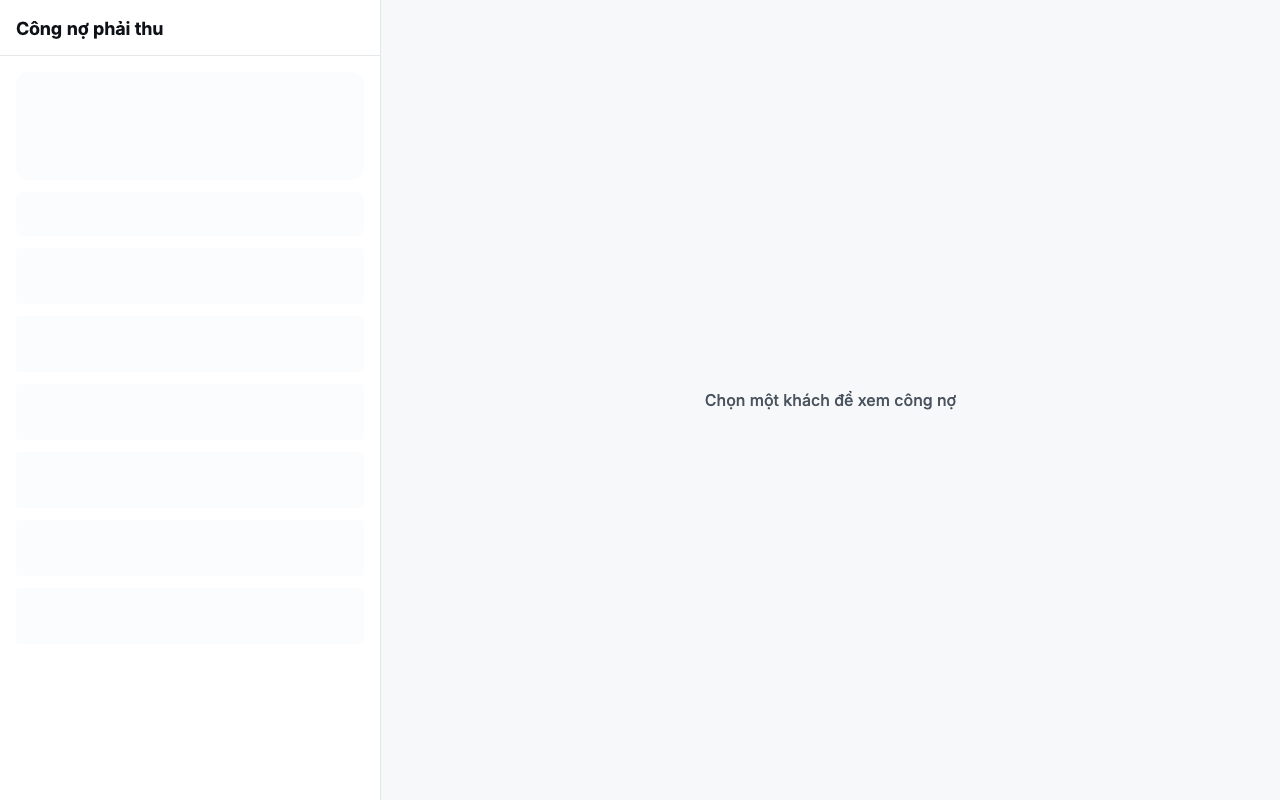 Công nợ phải thu
Chọn một khách để xem công nợ